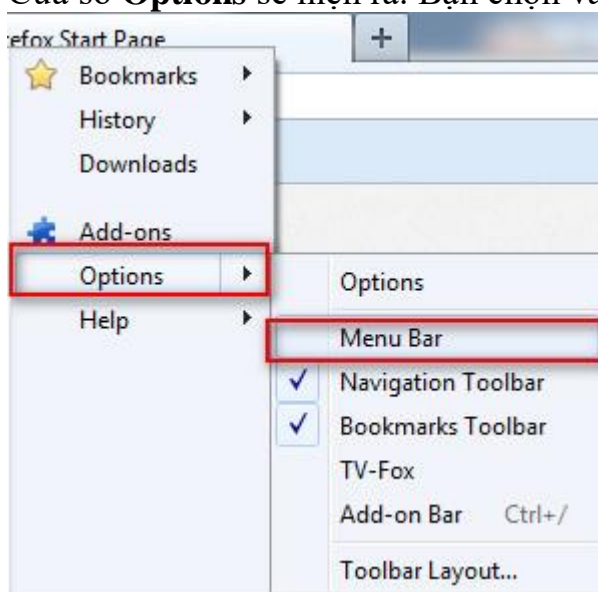 Cửa sổ Options sẽ hiện ra. Bạn chọn và
efox Start Page
+
Bookmarks
History
Downloads
Add-ons
Options
Help
Options
Menu Bar
Navigation Toolbar
Bookmarks Toolbar
TV-Fox
Add-on Bar Ctrl+/
Toolbar Layout...